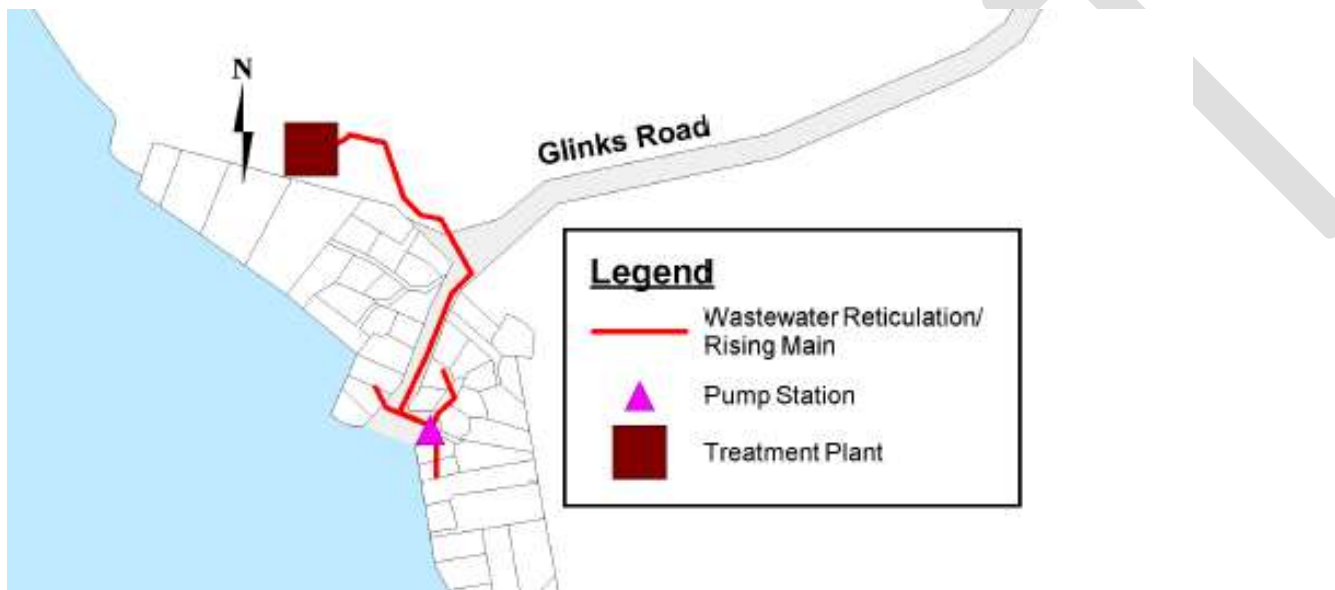 N
Glinks Road
Legend
Wastewater Reticulation/
Rising Main
Pump Station
Treatment Plant